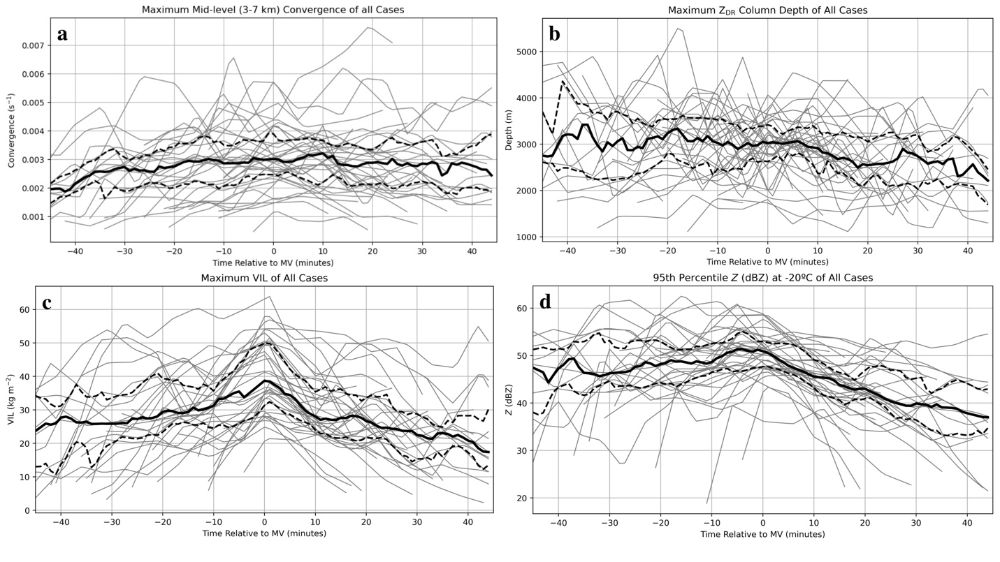 Maximum Mid-level (3-7 km) Convergence of all Cases
a
0.007
0.006
0.005
0.004
0.003
0.002
0.001
Convergence (s⁻¹)
−40 −30 −20 −10 0 10 20 30 40
Time Relative to MV (minutes)
Maximum Z_DR Column Depth of All Cases
b
5000
4000
3000
2000
1000
Depth (m)
−40 −30 −20 −10 0 10 20 30 40
Time Relative to MV (minutes)
Maximum VIL of All Cases
c
60
50
40
30
20
10
0
VIL (kg m⁻²)
−40 −30 −20 −10 0 10 20 30 40
Time Relative to MV (minutes)
95th Percentile Z (dBZ) at -20ºC of All Cases
d
60
50
40
30
20
Z (dBZ)
−40 −30 −20 −10 0 10 20 30 40
Time Relative to MV (minutes)